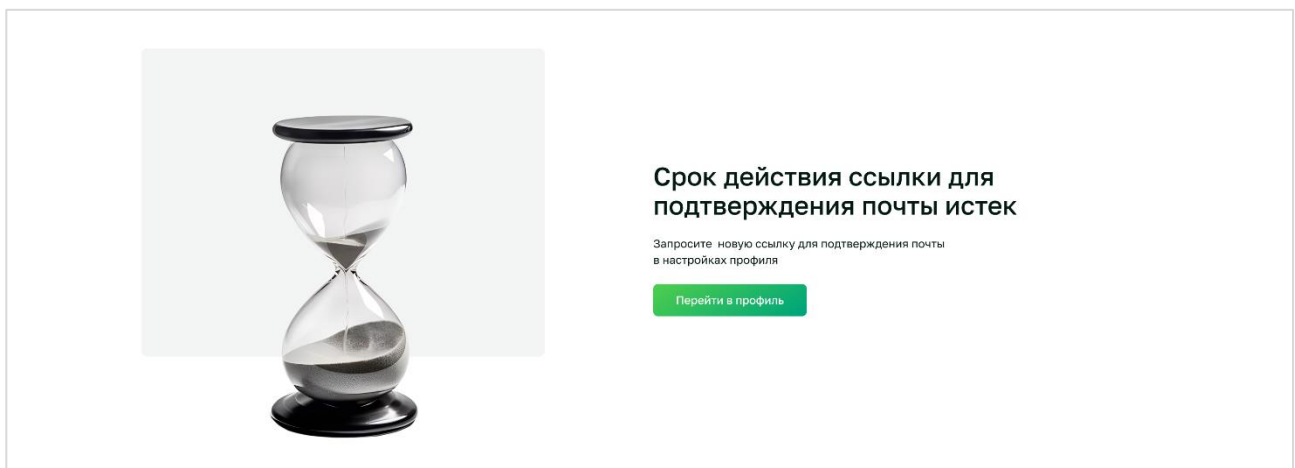 Срок действия ссылки для
подтверждения почты истек
Запросите  новую ссылку для подтверждения почты
в настройках профиля
Перейти в профиль